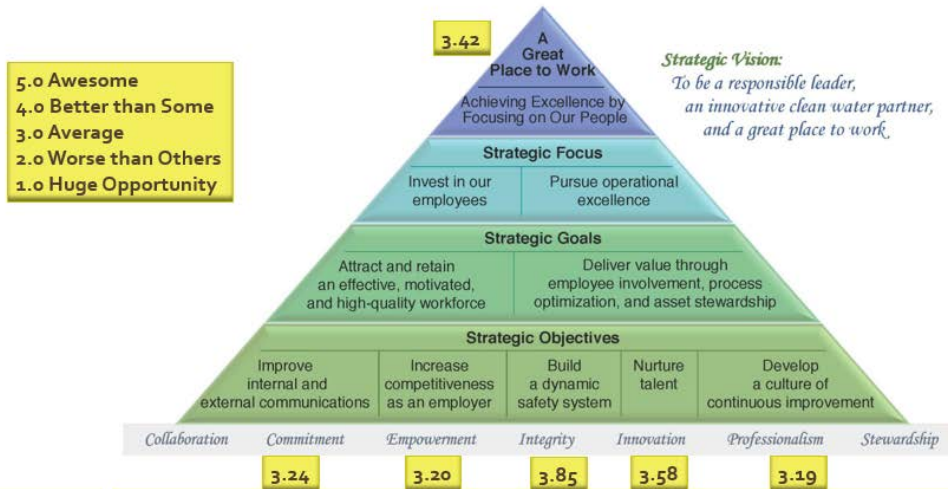 3.42
5.0 Awesome
4.0 Better than Some
3.0 Average
2.0 Worse than Others
1.0 Huge Opportunity
A
Great
Place to Work
Achieving Excellence by
Focusing on Our People
Strategic Vision:
To be a responsible leader,
an innovative clean water partner,
and a great place to work
Strategic Focus
Invest in our
employees
Pursue operational
excellence
Strategic Goals
Attract and retain
an effective, motivated,
and high-quality workforce
Deliver value through
employee involvement, process
optimization, and asset stewardship
Strategic Objectives
Improve
internal and
external communications
Increase
competitiveness
as an employer
Build
a dynamic
safety system
Nurture
talent
Develop
a culture of
continuous improvement
Collaboration Commitment Empowerment Integrity Innovation Professionalism Stewardship
3.24 3.20 3.85 3.58 3.19